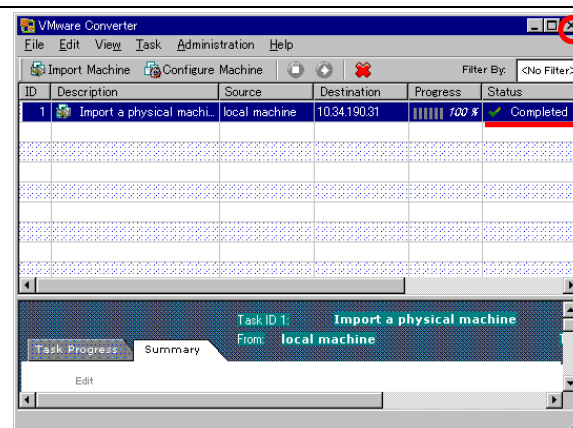 VMware Converter
File Edit View Task Administration Help
Import Machine Configure Machine Filter By: <No Filter>
ID Description Source Destination Progress Status
1 Import a physical machi... local machine 10.34.190.31 100 % Completed
Task ID 1: Import a physical machine
From: local machine
Task Progress Summary
Edit